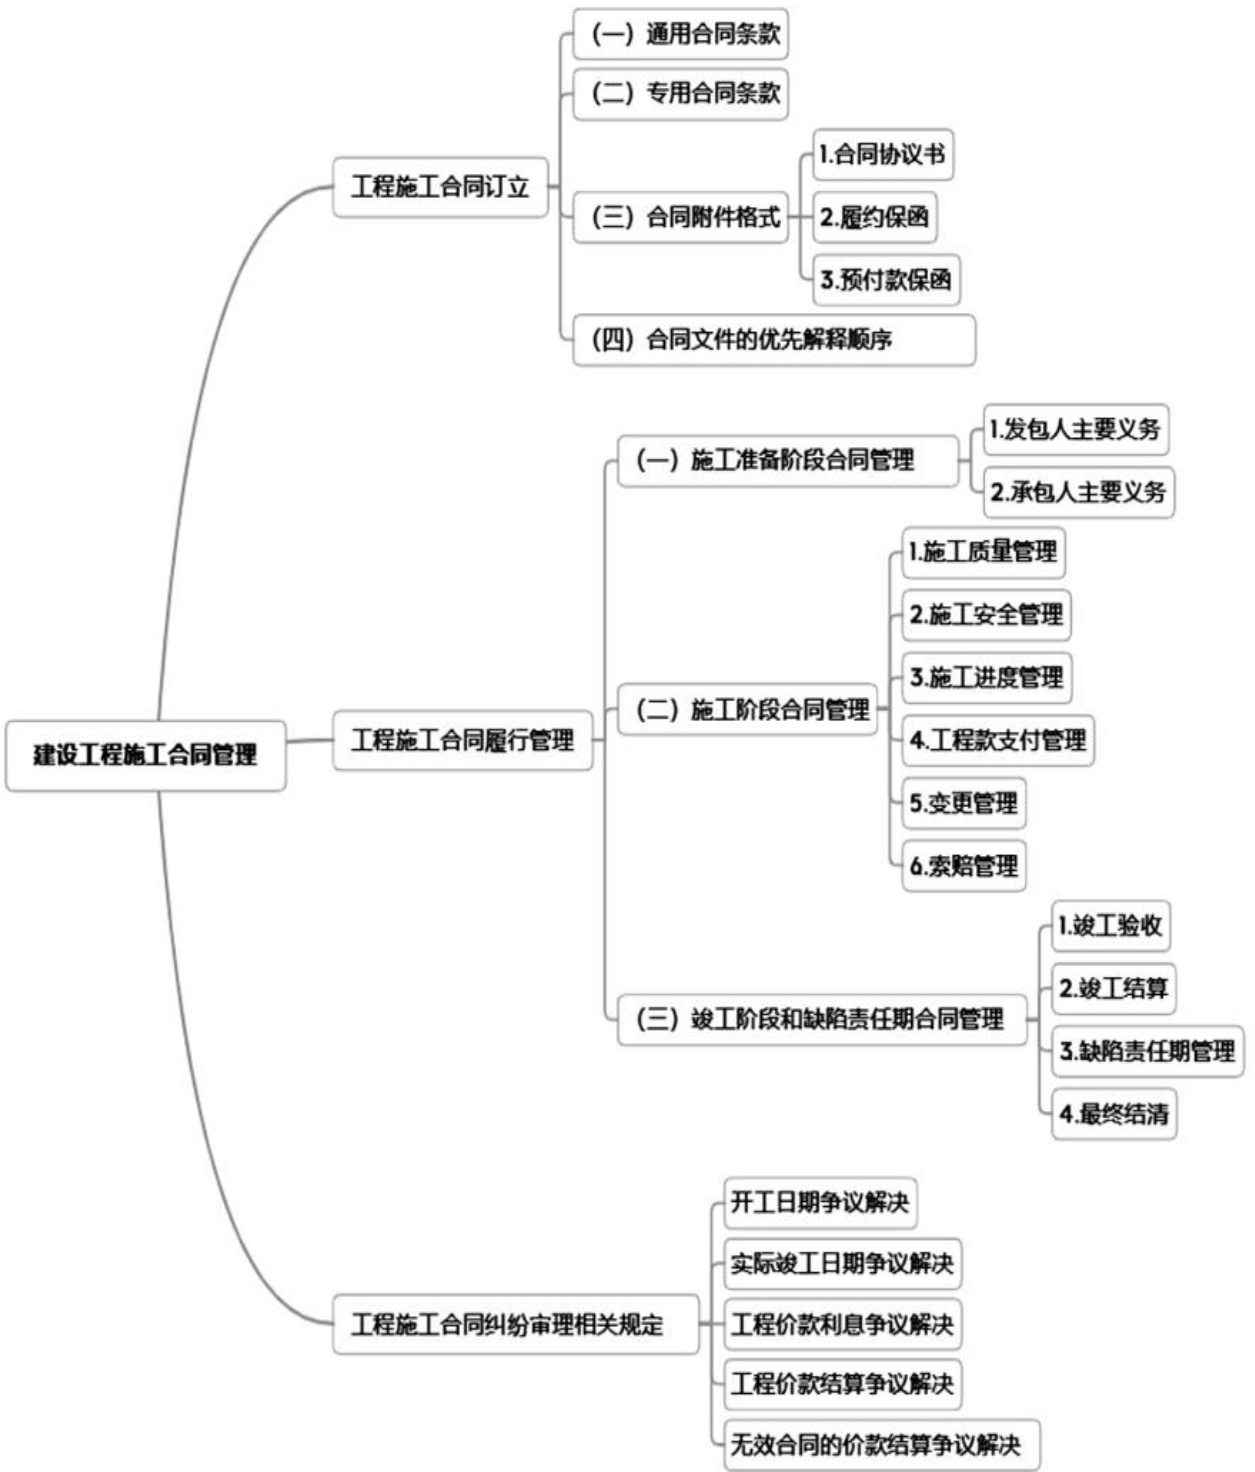 建设工程施工合同管理
工程施工合同订立
（一）通用合同条款
（二）专用合同条款
（三）合同附件格式
1.合同协议书
2.履约保函
3.预付款保函
（四）合同文件的优先解释顺序
工程施工合同履行管理
（一）施工准备阶段合同管理
1.发包人主要义务
2.承包人主要义务
（二）施工阶段合同管理
1.施工质量管理
2.施工安全管理
3.施工进度管理
4.工程款支付管理
5.变更管理
6.索赔管理
（三）竣工阶段和缺陷责任期合同管理
1.竣工验收
2.竣工结算
3.缺陷责任期管理
4.最终结清
工程施工合同纠纷审理相关规定
开工日期争议解决
实际竣工日期争议解决
工程价款利息争议解决
工程价款结算争议解决
无效合同的价款结算争议解决